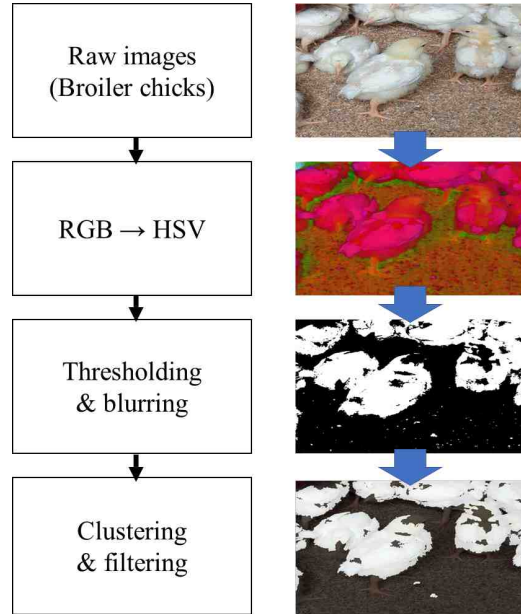 Raw images
(Broiler chicks)
RGB → HSV
Thresholding
& blurring
Clustering
& filtering